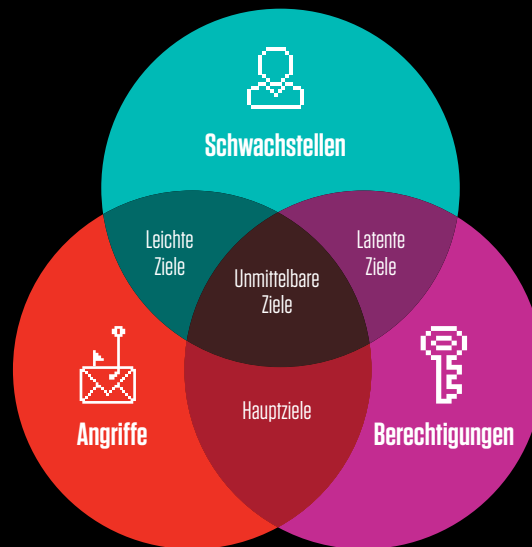 Schwachstellen
Leichte
Ziele
Latente
Ziele
Unmittelbare
Ziele
Hauptziele
Angriffe
Berechtigungen